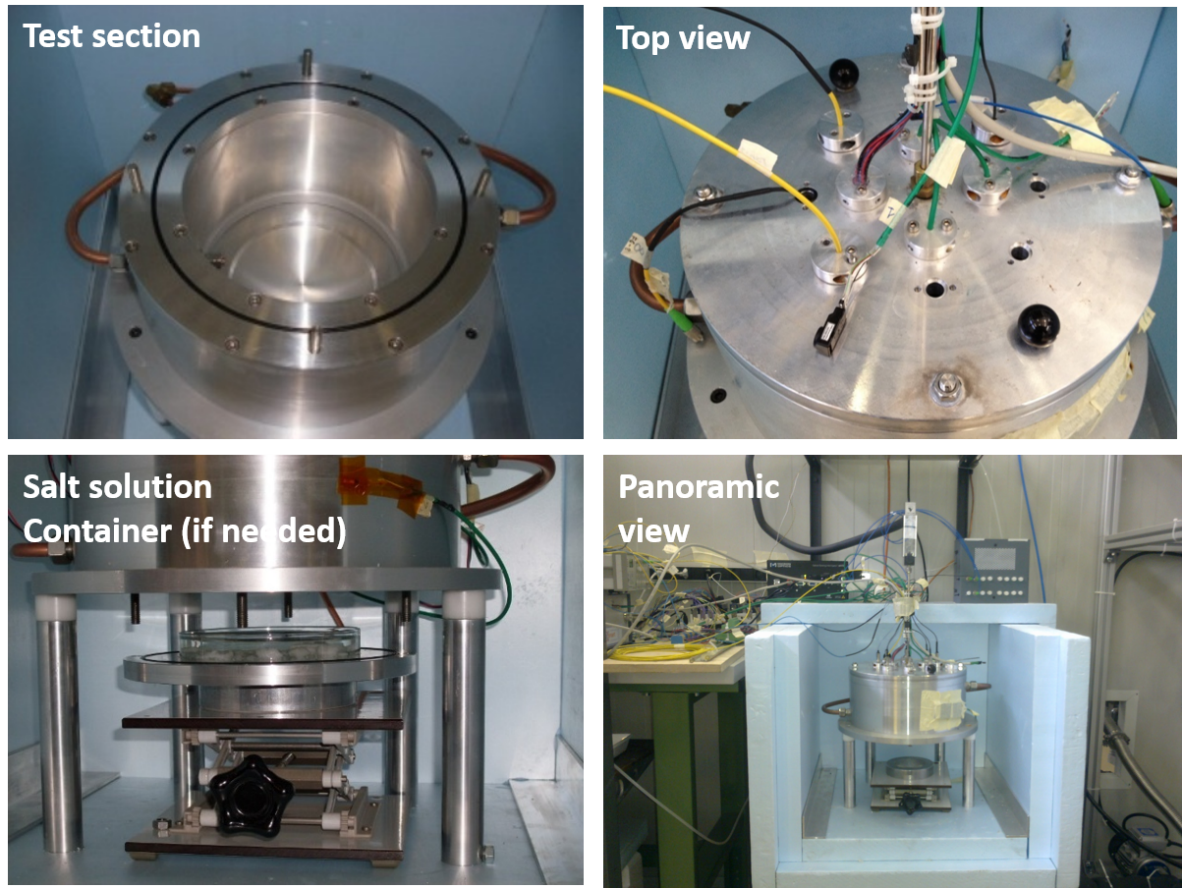 Test section
Top view
Salt solution
Container (if needed)
Panoramic
view